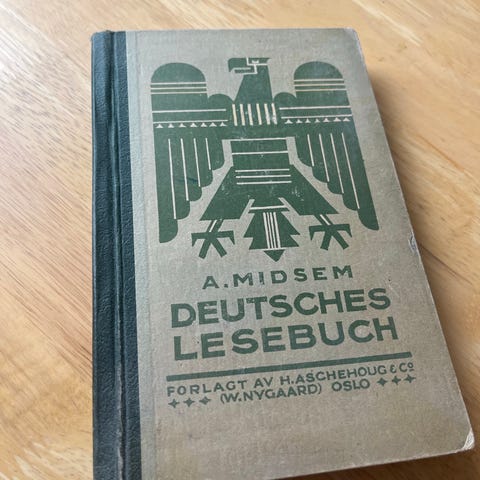 A. MIDSEM
DEUTSCHES
LESEBUCH
FORLAGT AV H. ASCHEHOUG & Cº
(W. NYGAARD) OSLO